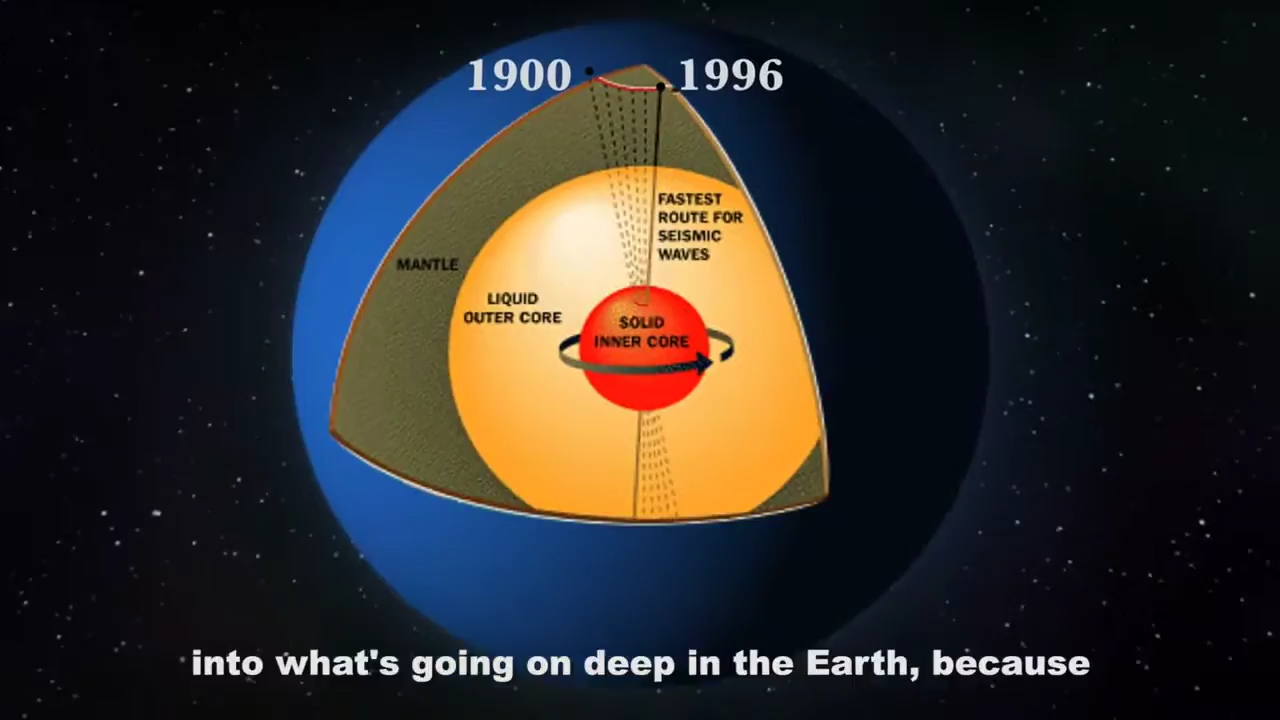 1900 1996
FASTEST
ROUTE FOR
SEISMIC
WAVES
MANTLE
LIQUID
OUTER CORE
SOLID
INNER CORE
into what's going on deep in the Earth, because